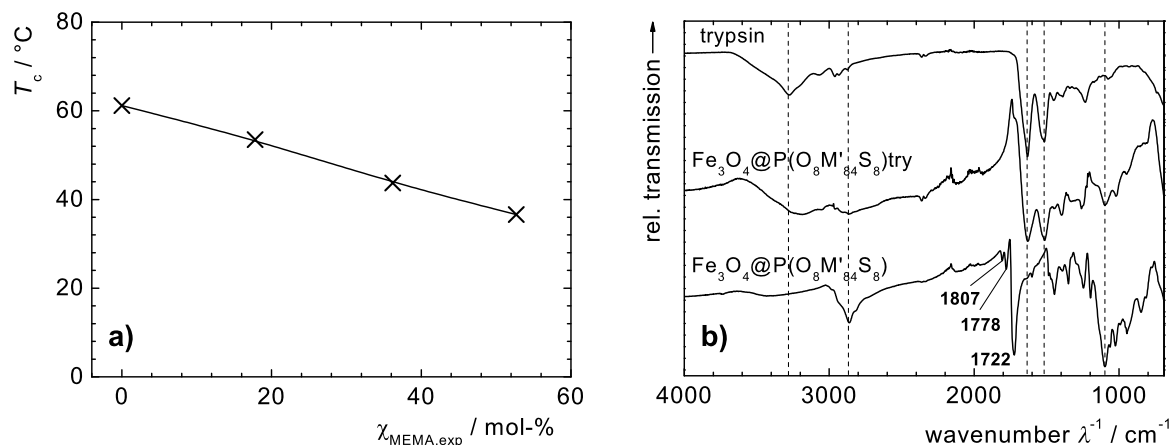 80
60
40
20
0
T_c / °C
a)
0 20 40 60
χ_MEMA,exp / mol-%
rel. transmission
trypsin
Fe₃O₄@P(O₈M'₈₄S₈)try
Fe₃O₄@P(O₈M'₈₄S₈)
1807
1778
1722
b)
4000 3000 2000 1000
wavenumber λ⁻¹ / cm⁻¹